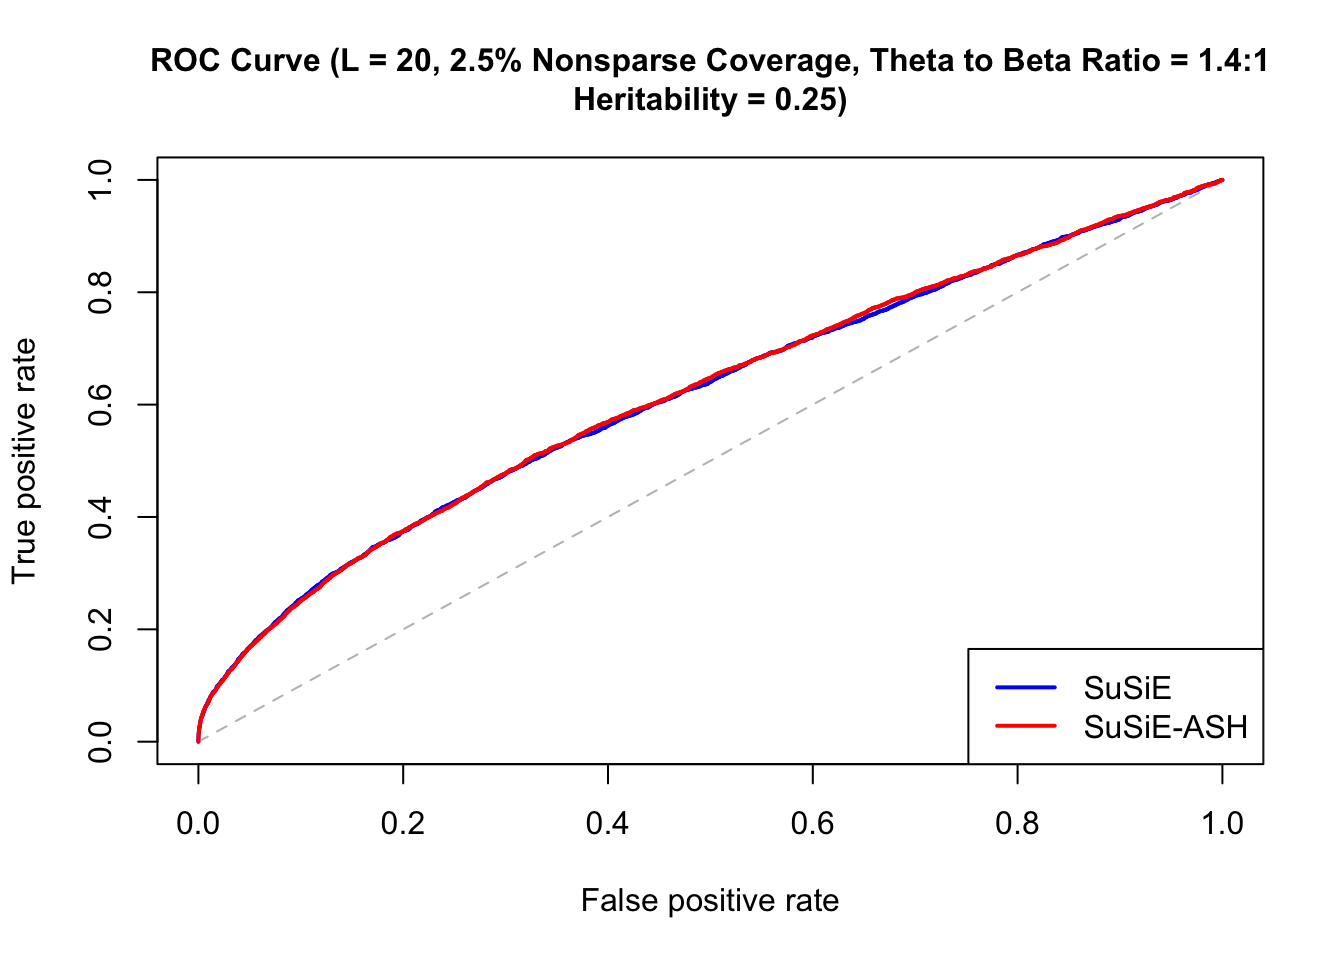 ROC Curve (L = 20, 2.5% Nonsparse Coverage, Theta to Beta Ratio = 1.4:1
Heritability = 0.25)
True positive rate
1.0
0.8
0.6
0.4
0.2
0.0
SuSiE
SuSiE-ASH
0.0 0.2 0.4 0.6 0.8 1.0
False positive rate